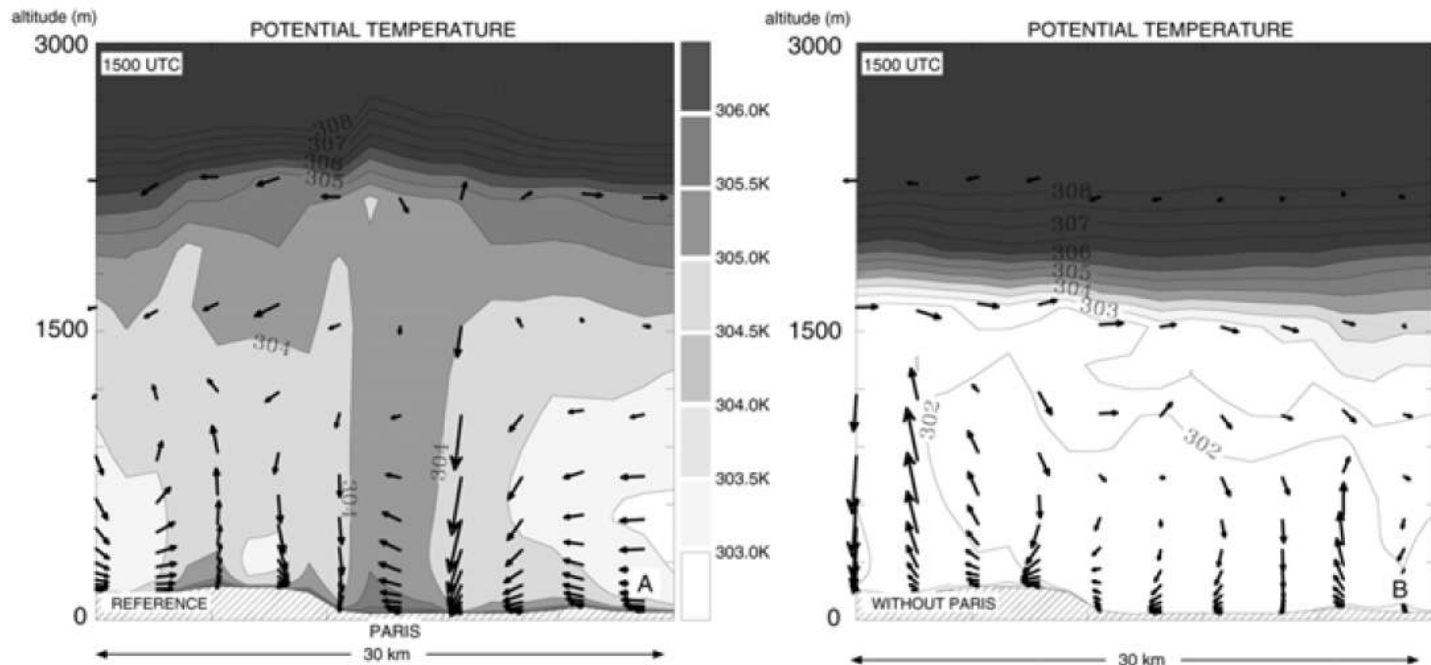 altitude (m)
POTENTIAL TEMPERATURE
3000
1500 UTC
308
307
306
305
304
304
304
1500
0
REFERENCE
A
PARIS
30 km
306.0K
305.5K
305.0K
304.5K
304.0K
303.5K
303.0K
altitude (m)
POTENTIAL TEMPERATURE
3000
1500 UTC
308
307
306
305
304
303
302
302
1500
0
WITHOUT PARIS
B
30 km